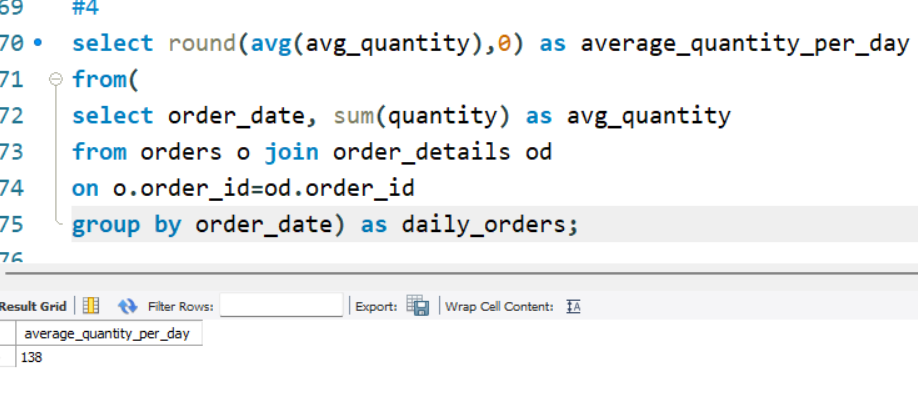 69 #4
70 select round(avg(avg_quantity),0) as average_quantity_per_day
71 from(
72 select order_date, sum(quantity) as avg_quantity
73 from orders o join order_details od
74 on o.order_id=od.order_id
75 group by order_date) as daily_orders;
76
Result Grid Filter Rows: Export: Wrap Cell Content: IA
average_quantity_per_day
138